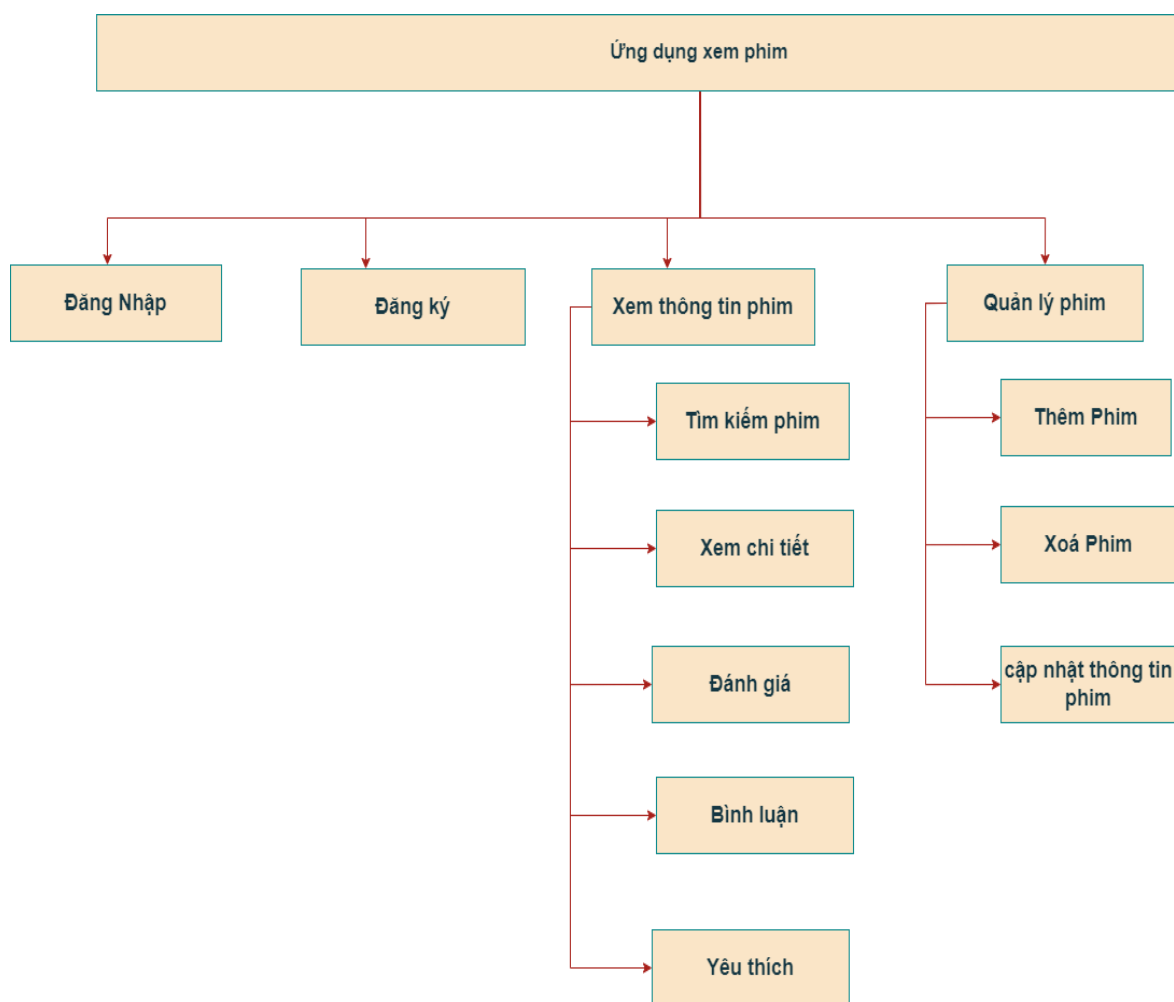 Ứng dụng xem phim
Đăng Nhập
Đăng ký
Xem thông tin phim
Quản lý phim
Tìm kiếm phim
Thêm Phim
Xem chi tiết
Xoá Phim
Đánh giá
cập nhật thông tin
phim
Bình luận
Yêu thích